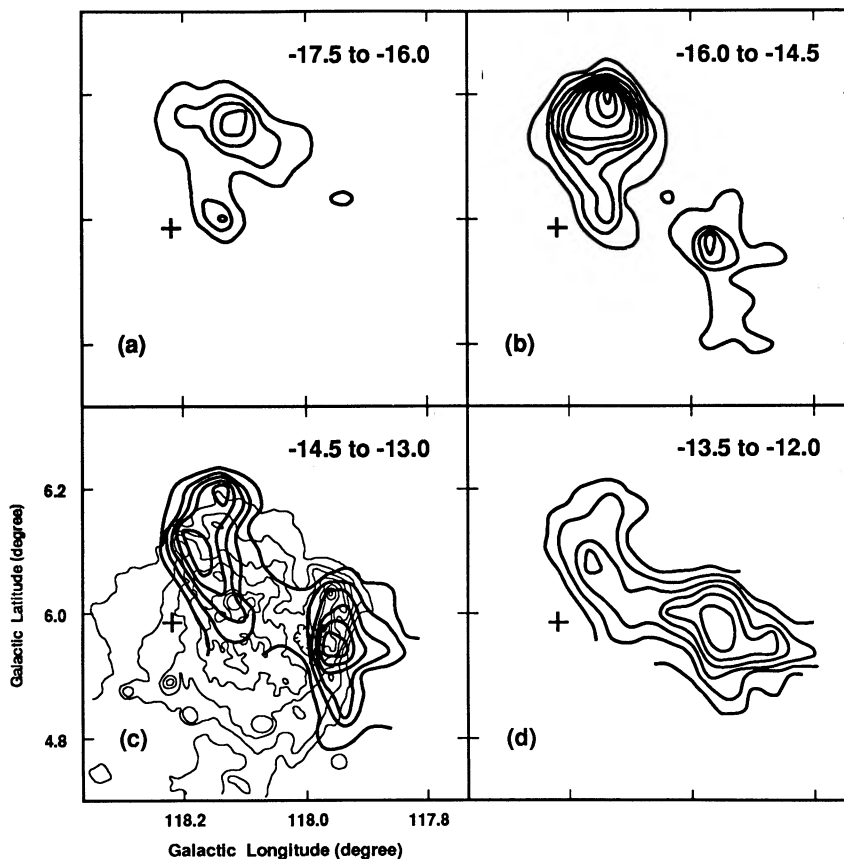 -17.5 to -16.0
-16.0 to -14.5
(a)
(b)
-14.5 to -13.0
-13.5 to -12.0
6.2
6.0
4.8
Galactic Latitude (degree)
(c)
(d)
118.2
118.0
117.8
Galactic Longitude (degree)